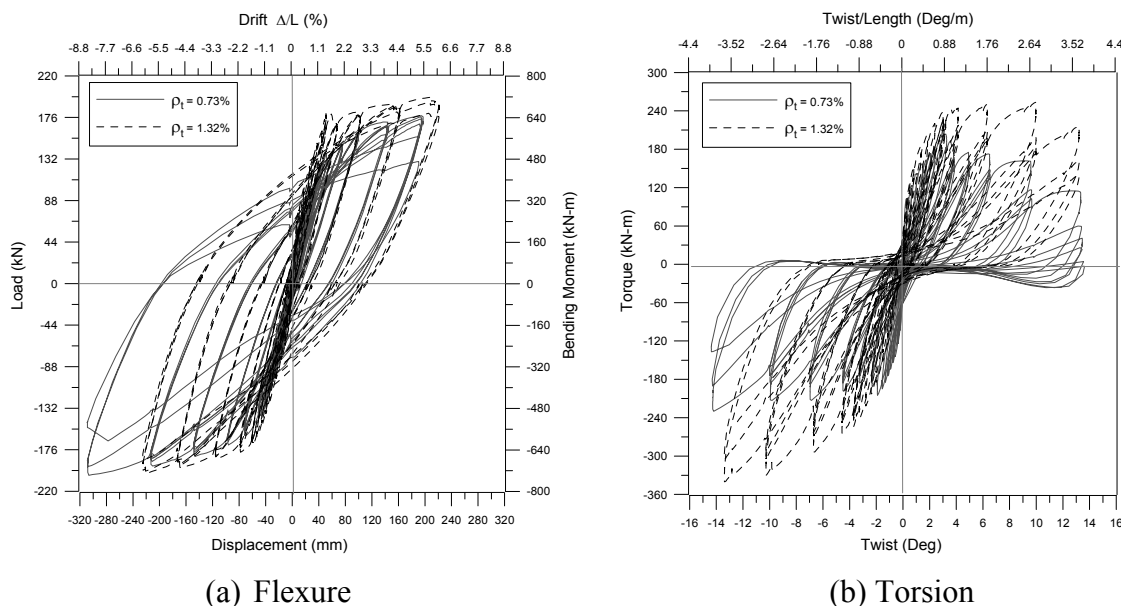 Drift Δ/L (%)
-8.8 -7.7 -6.6 -5.5 -4.4 -3.3 -2.2 -1.1 0 1.1 2.2 3.3 4.4 5.5 6.6 7.7 8.8
220
176
132
88
44
0
-44
-88
-132
-176
-220
Load (kN)
ρt = 0.73%
ρt = 1.32%
800
640
480
320
160
0
-160
-320
-480
-640
-800
Bending Moment (kN-m)
-320 -280 -240 -200 -160 -120 -80 -40 0 40 80 120 160 200 240 280 320
Displacement (mm)
(a) Flexure
Twist/Length (Deg/m)
-4.4 -3.52 -2.64 -1.76 -0.88 0 0.88 1.76 2.64 3.52 4.4
300
240
180
120
60
0
-60
-120
-180
-240
-300
-360
Torque (kN-m)
ρt = 0.73%
ρt = 1.32%
-16 -14 -12 -10 -8 -6 -4 -2 0 2 4 6 8 10 12 14 16
Twist (Deg)
(b) Torsion